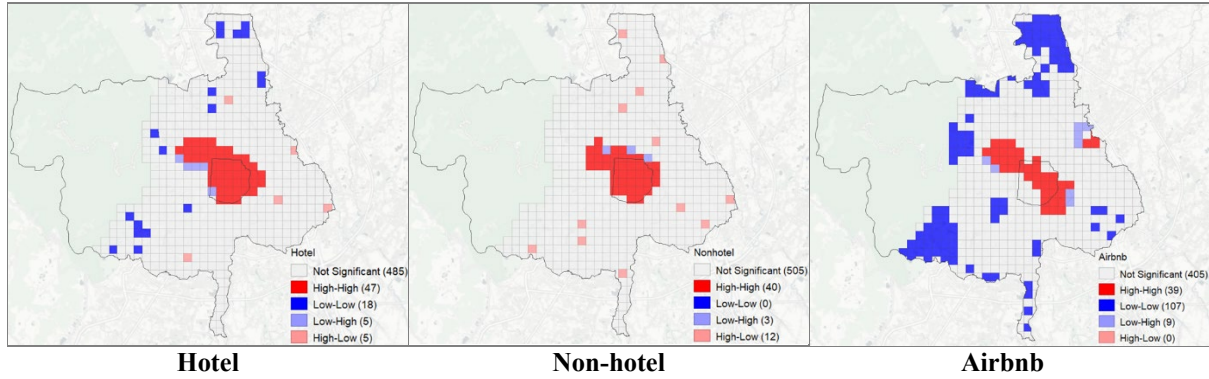 Hotel
Not Significant (485)
High-High (47)
Low-Low (18)
Low-High (5)
High-Low (5)
Nonhotel
Not Significant (505)
High-High (40)
Low-Low (0)
Low-High (3)
High-Low (12)
Airbnb
Not Significant (405)
High-High (39)
Low-Low (107)
Low-High (9)
High-Low (0)
Hotel
Non-hotel
Airbnb